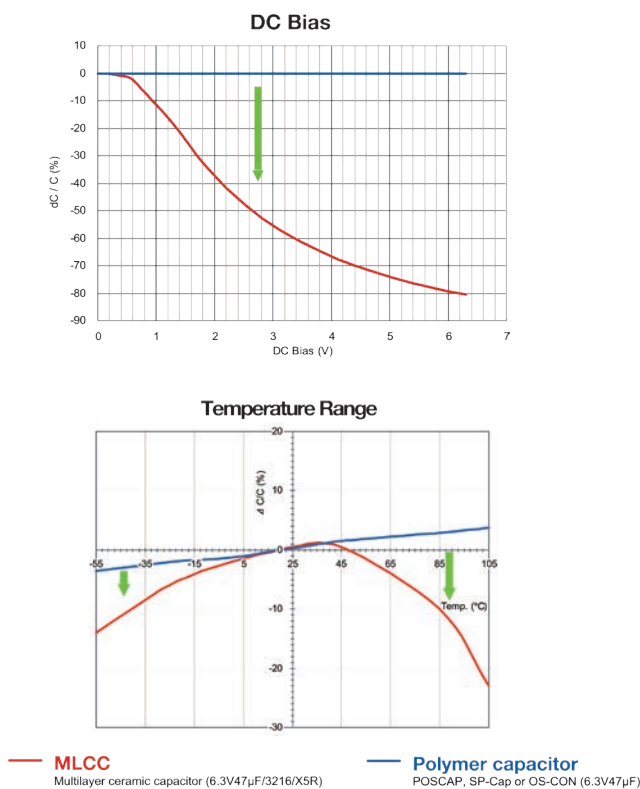 DC Bias
10
0
-10
-20
-30
-40
-50
-60
-70
-80
-90
dC / C (%)
0 1 2 3 4 5 6 7
DC Bias (V)
Temperature Range
20
10
0
-10
-20
-30
Δ C/C (%)
-55 -35 -15 5 25 45 65 85 105
Temp. (°C)
MLCC
Multilayer ceramic capacitor (6.3V47μF/3216/X5R)
Polymer capacitor
POSCAP, SP-Cap or OS-CON (6.3V47μF)